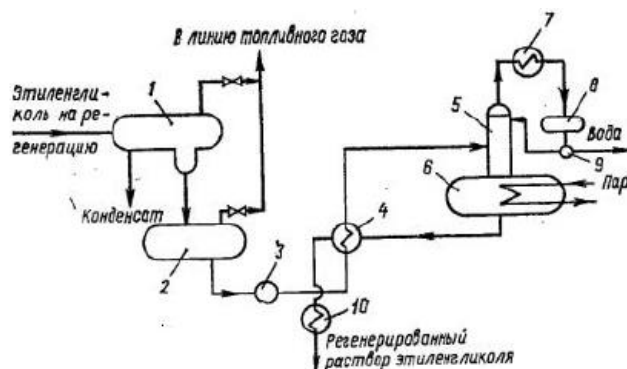 В линию топливного газа
Этиленгли-
коль на ре-
генерацию
1
Конденсат
2
3
4
5
6
7
8
Вода
9
Пар
10
Регенерированный
раствор этиленгликоля